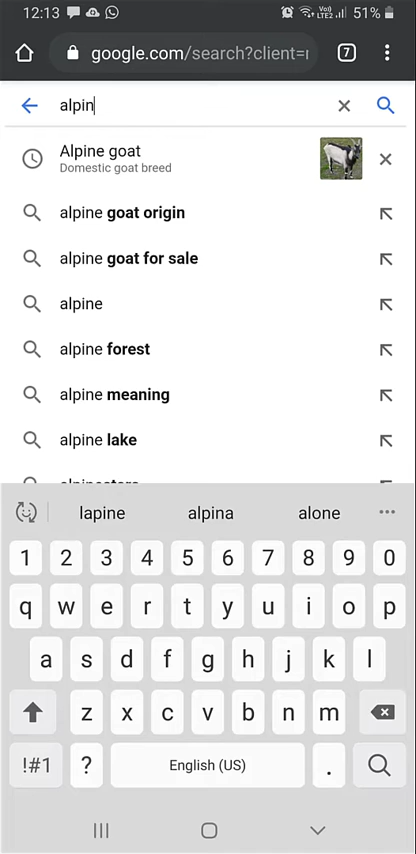 12:13 Vo)) LTE2 51%
google.com/search?client=
7
alpin
Alpine goat
Domestic goat breed
alpine goat origin
alpine goat for sale
alpine
alpine forest
alpine meaning
alpine lake
lapine alpina alone
1 2 3 4 5 6 7 8 9 0
q w e r t y u i o p
a s d f g h j k l
z x c v b n m
!#1 ? English (US) .